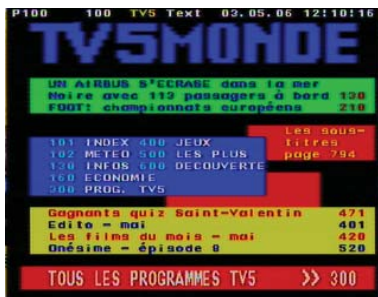 P100 100 TV5 Text 03.05.06 12:10:16
TV5MONDE
UN AIRBUS S'ECRASE dans la mer
Noire avec 113 passagers à bord 130
FOOT: championnats européens 210
Les sous-
titres
page 794
101 INDEX 400 JEUX
102 METEO 500 LES PLUS
130 INFOS 600 DECOUVERTE
160 ECONOMIE
300 PROG. TV5
Gagnants quiz Saint-Valentin 471
Edito - mai 401
Les films du mois - mai 420
Onésime - épisode 8 520
TOUS LES PROGRAMMES TV5 >> 300